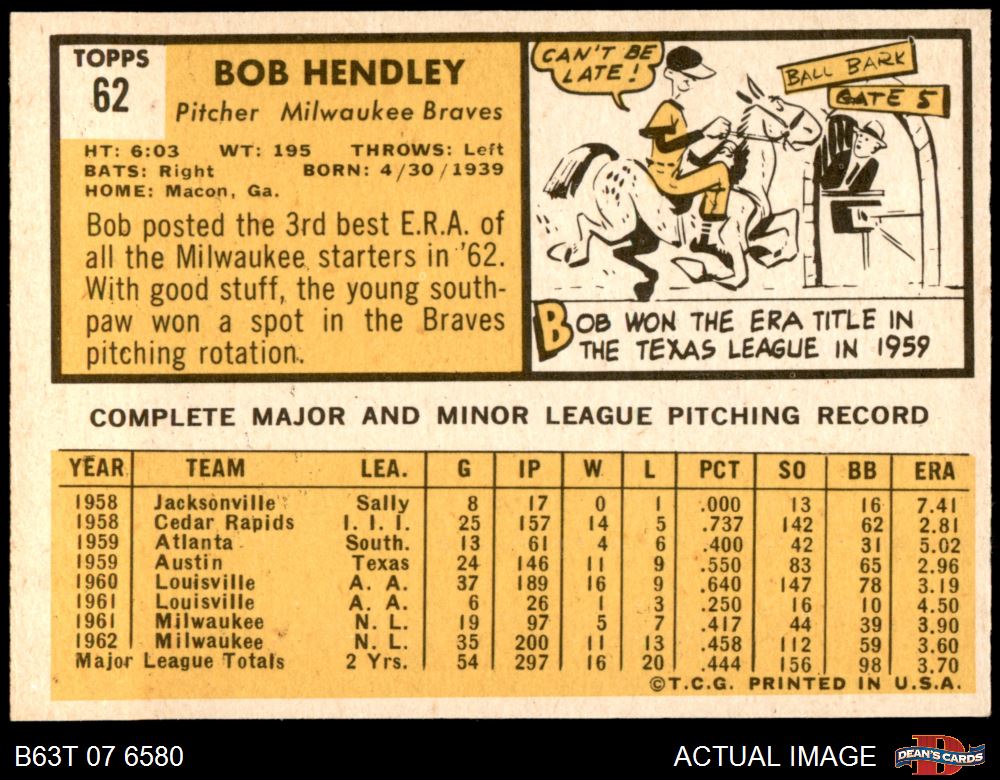 TOPPS
62
BOB HENDLEY
Pitcher Milwaukee Braves
HT: 6:03 WT: 195 THROWS: Left
BATS: Right BORN: 4/30/1939
HOME: Macon, Ga.
Bob posted the 3rd best E.R.A. of
all the Milwaukee starters in '62.
With good stuff, the young south-
paw won a spot in the Braves
pitching rotation.
CAN'T BE
LATE!
BALL BARK
GATE 5
BOB WON THE ERA TITLE IN
THE TEXAS LEAGUE IN 1959
COMPLETE MAJOR AND MINOR LEAGUE PITCHING RECORD
YEAR TEAM LEA. G IP W L PCT SO BB ERA
1958 Jacksonville Sally 8 17 0 1 .000 13 16 7.41
1958 Cedar Rapids I. I. I. 25 157 14 5 .737 142 62 2.81
1959 Atlanta South. 13 61 4 6 .400 42 31 5.02
1959 Austin Texas 24 146 11 9 .550 83 65 2.96
1960 Louisville A. A. 37 189 16 9 .640 147 78 3.19
1961 Louisville A. A. 6 26 1 3 .250 16 10 4.50
1961 Milwaukee N. L. 19 97 5 7 .417 44 39 3.90
1962 Milwaukee N. L. 35 200 11 13 .458 112 59 3.60
Major League Totals 2 Yrs. 54 297 16 20 .444 156 98 3.70
©T.C.G. PRINTED IN U.S.A.
B63T 07 6580
ACTUAL IMAGE
D
DEAN'S CARDS